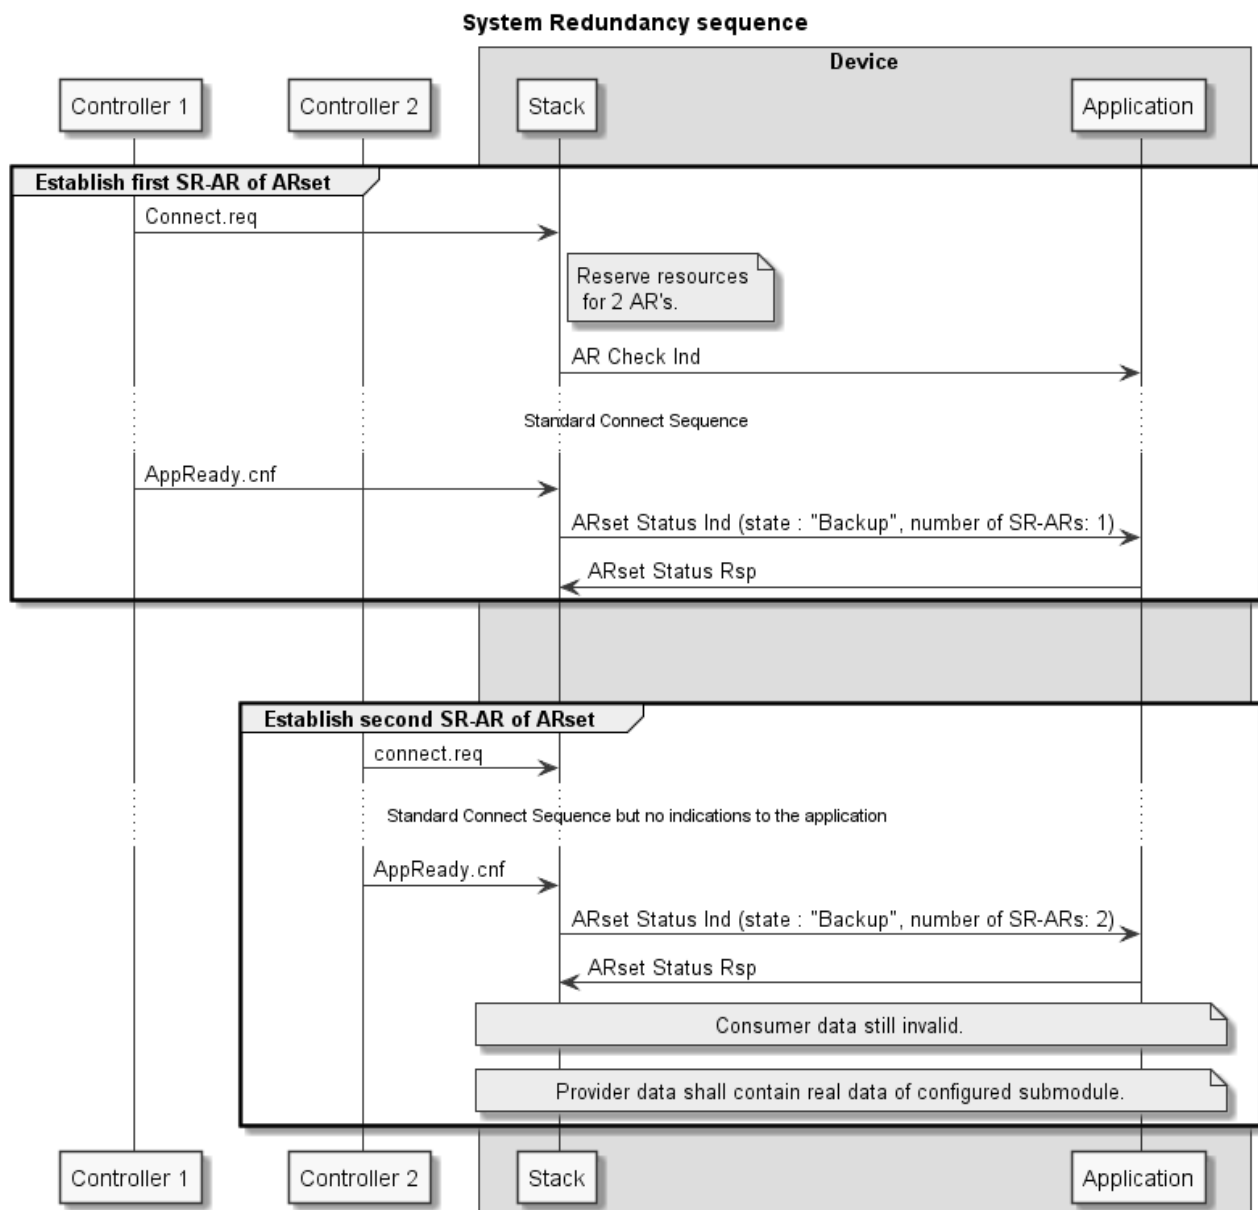 System Redundancy sequence
Device
Controller 1
Controller 2
Stack
Application
Establish first SR-AR of ARset
Connect.req
Reserve resources
for 2 AR's.
AR Check Ind
Standard Connect Sequence
AppReady.cnf
ARset Status Ind (state : "Backup", number of SR-ARs: 1)
ARset Status Rsp
Establish second SR-AR of ARset
connect.req
Standard Connect Sequence but no indications to the application
AppReady.cnf
ARset Status Ind (state : "Backup", number of SR-ARs: 2)
ARset Status Rsp
Consumer data still invalid.
Provider data shall contain real data of configured submodule.
Controller 1
Controller 2
Stack
Application